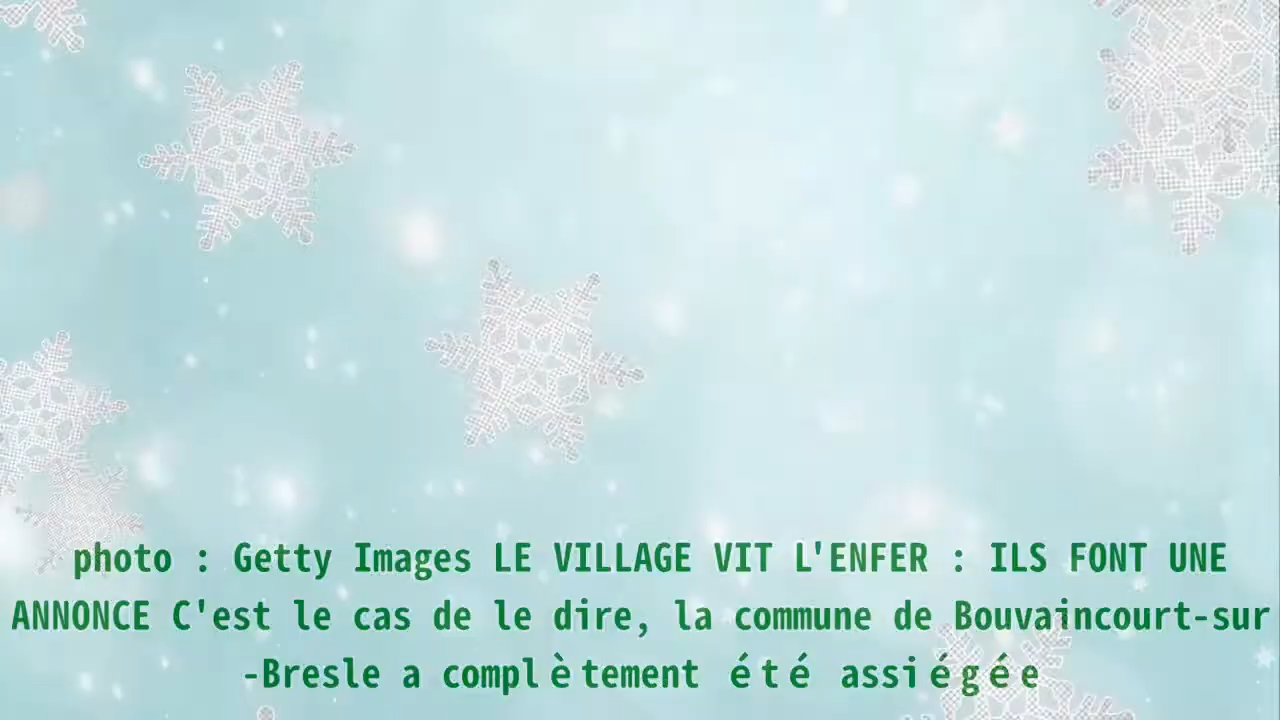 photo : Getty Images LE VILLAGE VIT L'ENFER : ILS FONT UNE
ANNONCE C'est le cas de le dire, la commune de Bouvaincourt-sur
-Bresle a complètement été assiégée